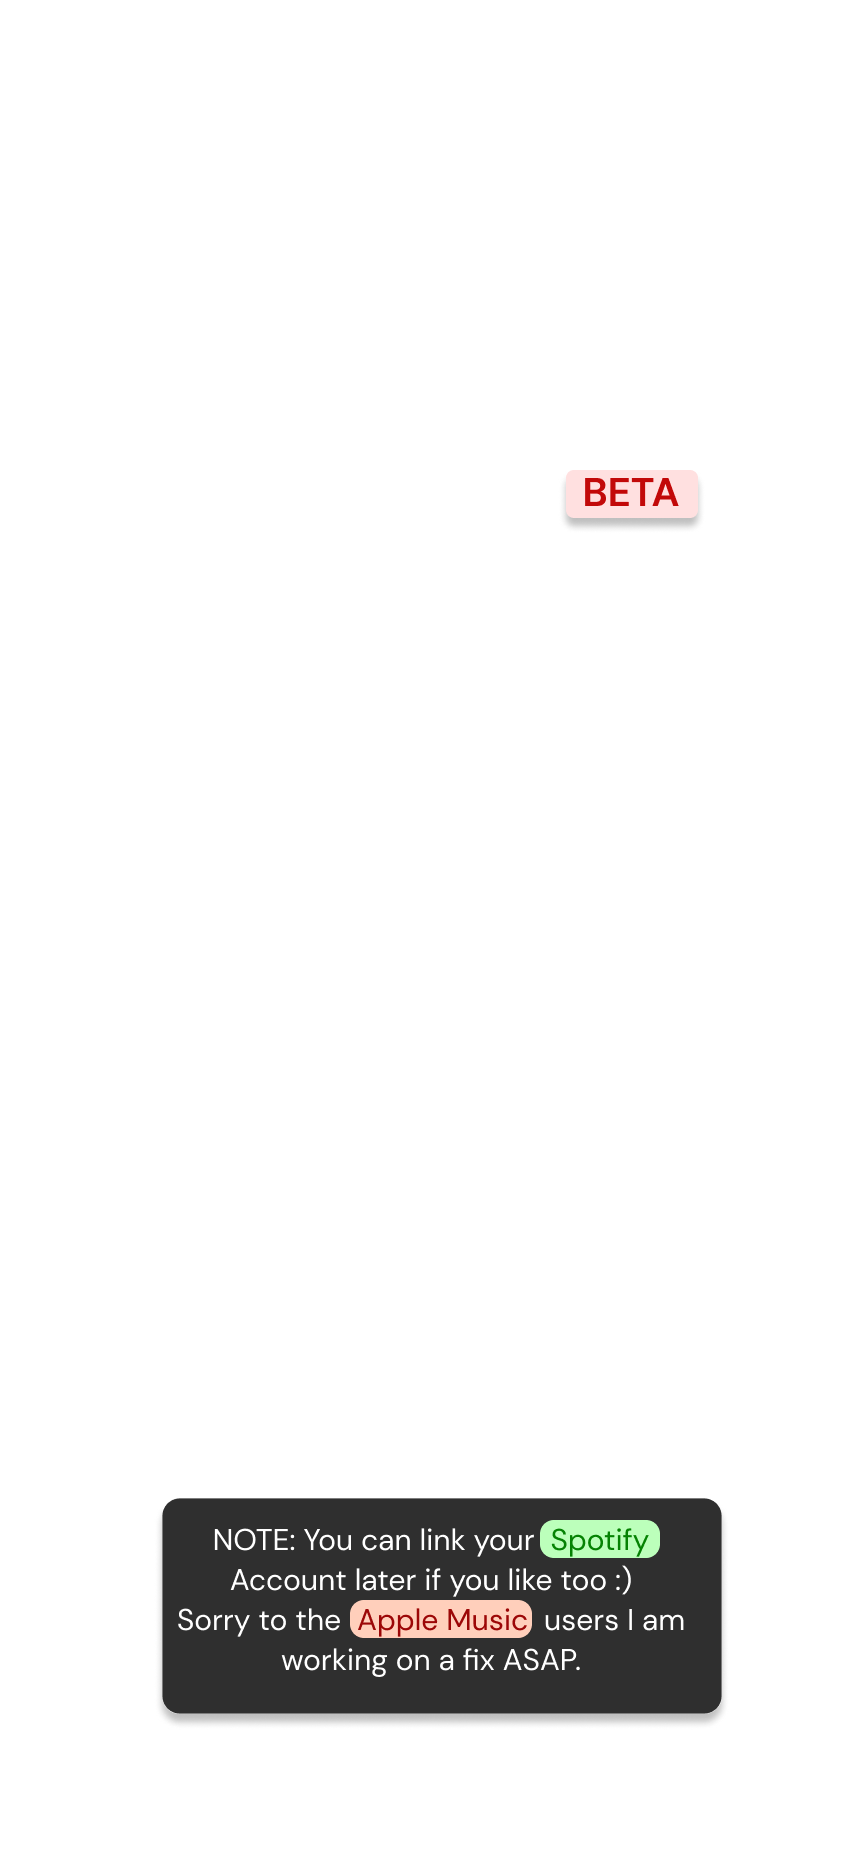 BETA
NOTE: You can link your Spotify
Account later if you like too :)
Sorry to the Apple Music users I am
working on a fix ASAP.